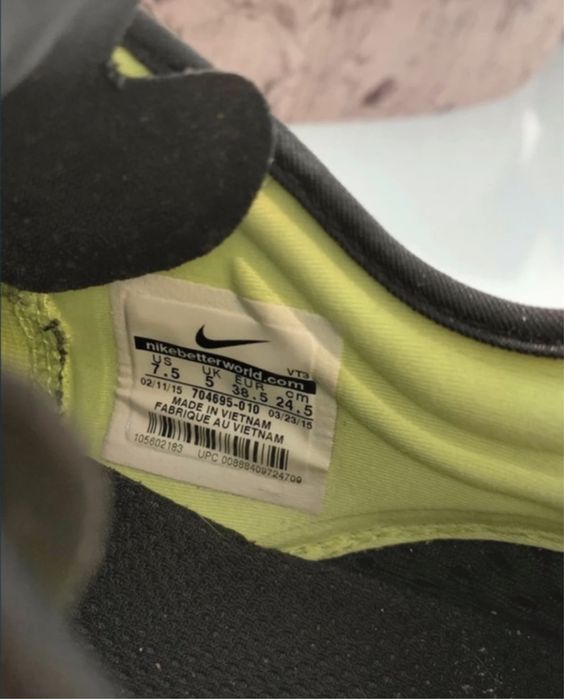 nikebetterworld.com
VT3
US UK EUR cm
7.5 5 38.5 24.5
02/11/15 704695-010 03/23/15
MADE IN VIETNAM
FABRIQUE AU VIETNAM
105602183 UPC 00888409724709